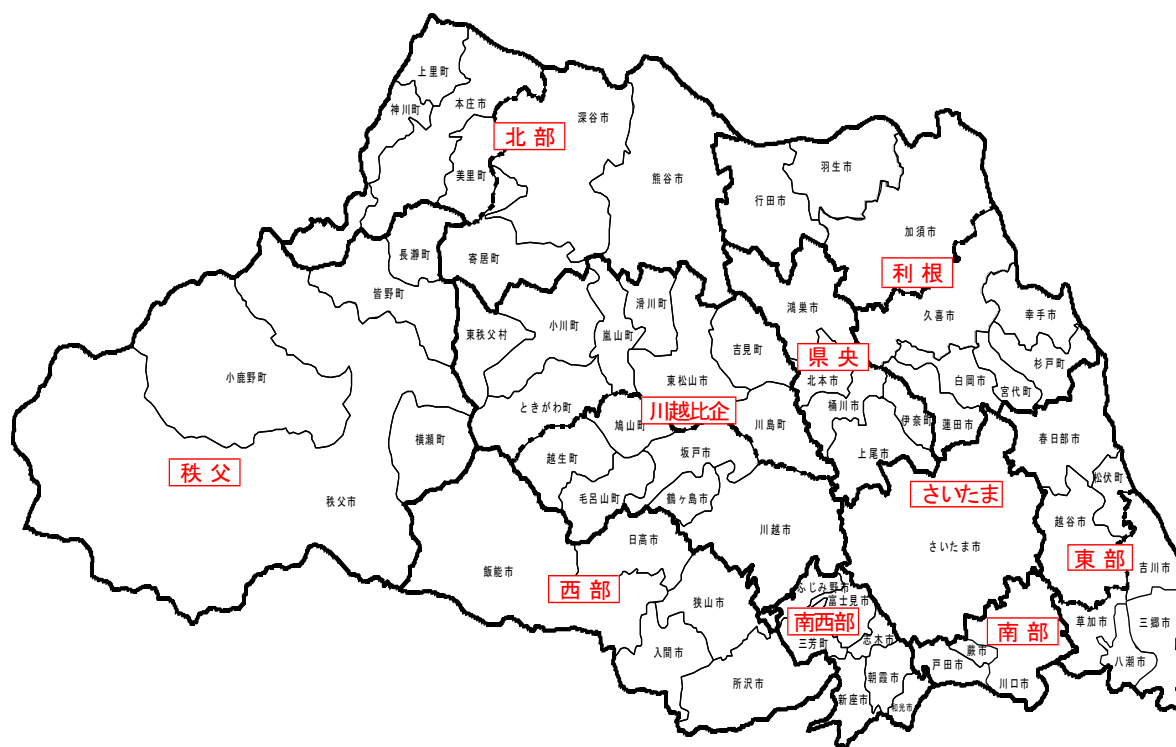 上里町
神川町
本庄市
深谷市
北部
美里町
熊谷市
羽生市
行田市
加須市
利根
長瀞町
寄居町
皆野町
滑川町
鴻巣市
久喜市
幸手市
東秩父村
小川町
嵐山町
吉見町
県央
杉戸町
小鹿野町
東松山市
北本市
白岡市
宮代町
ときがわ町
川越比企
桶川市
伊奈町
蓮田市
横瀬町
鳩山町
川島町
春日部市
越生町
坂戸市
上尾市
秩父
松伏町
毛呂山町
鶴ヶ島市
さいたま
秩父市
川越市
越谷市
日高市
さいたま市
東部
飯能市
西部
吉川市
ふじみ野市
富士見市
狭山市
南西部
南部
草加市
三郷市
入間市
三芳町
志木市
蕨市
戸田市
八潮市
所沢市
朝霞市
川口市
新座市
和光市